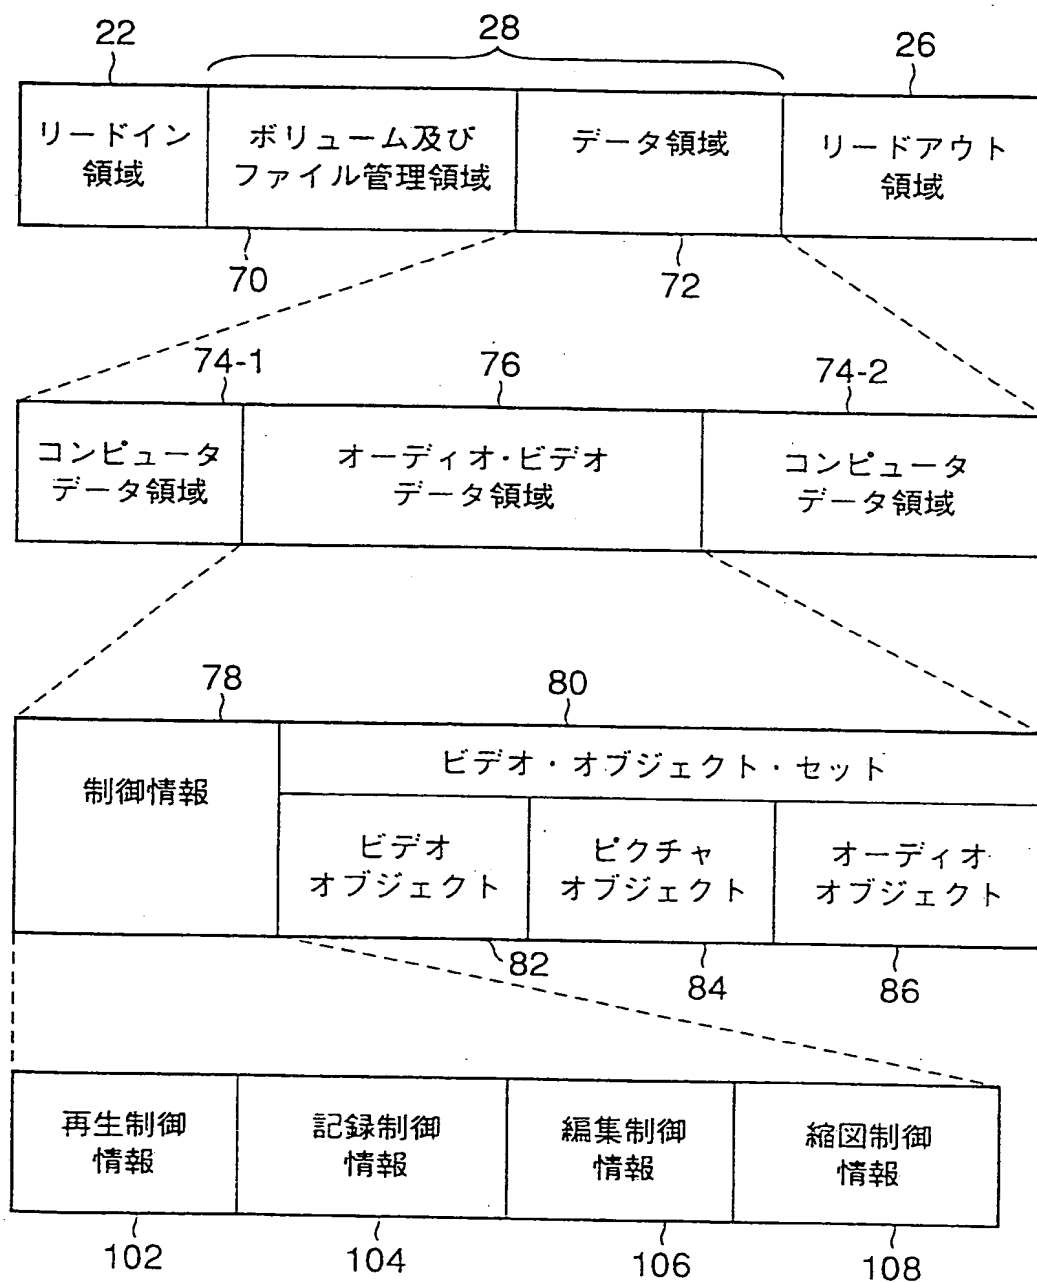 22
28
26
リードイン
領域
ボリューム及び
ファイル管理領域
データ領域
リードアウト
領域
70
72
74-1
76
74-2
コンピュータ
データ領域
オーディオ・ビデオ
データ領域
コンピュータ
データ領域
78
80
制御情報
ビデオ・オブジェクト・セット
ビデオ
オブジェクト
ピクチャ
オブジェクト
オーディオ
オブジェクト
82
84
86
再生制御
情報
記録制御
情報
編集制御
情報
縮図制御
情報
102
104
106
108